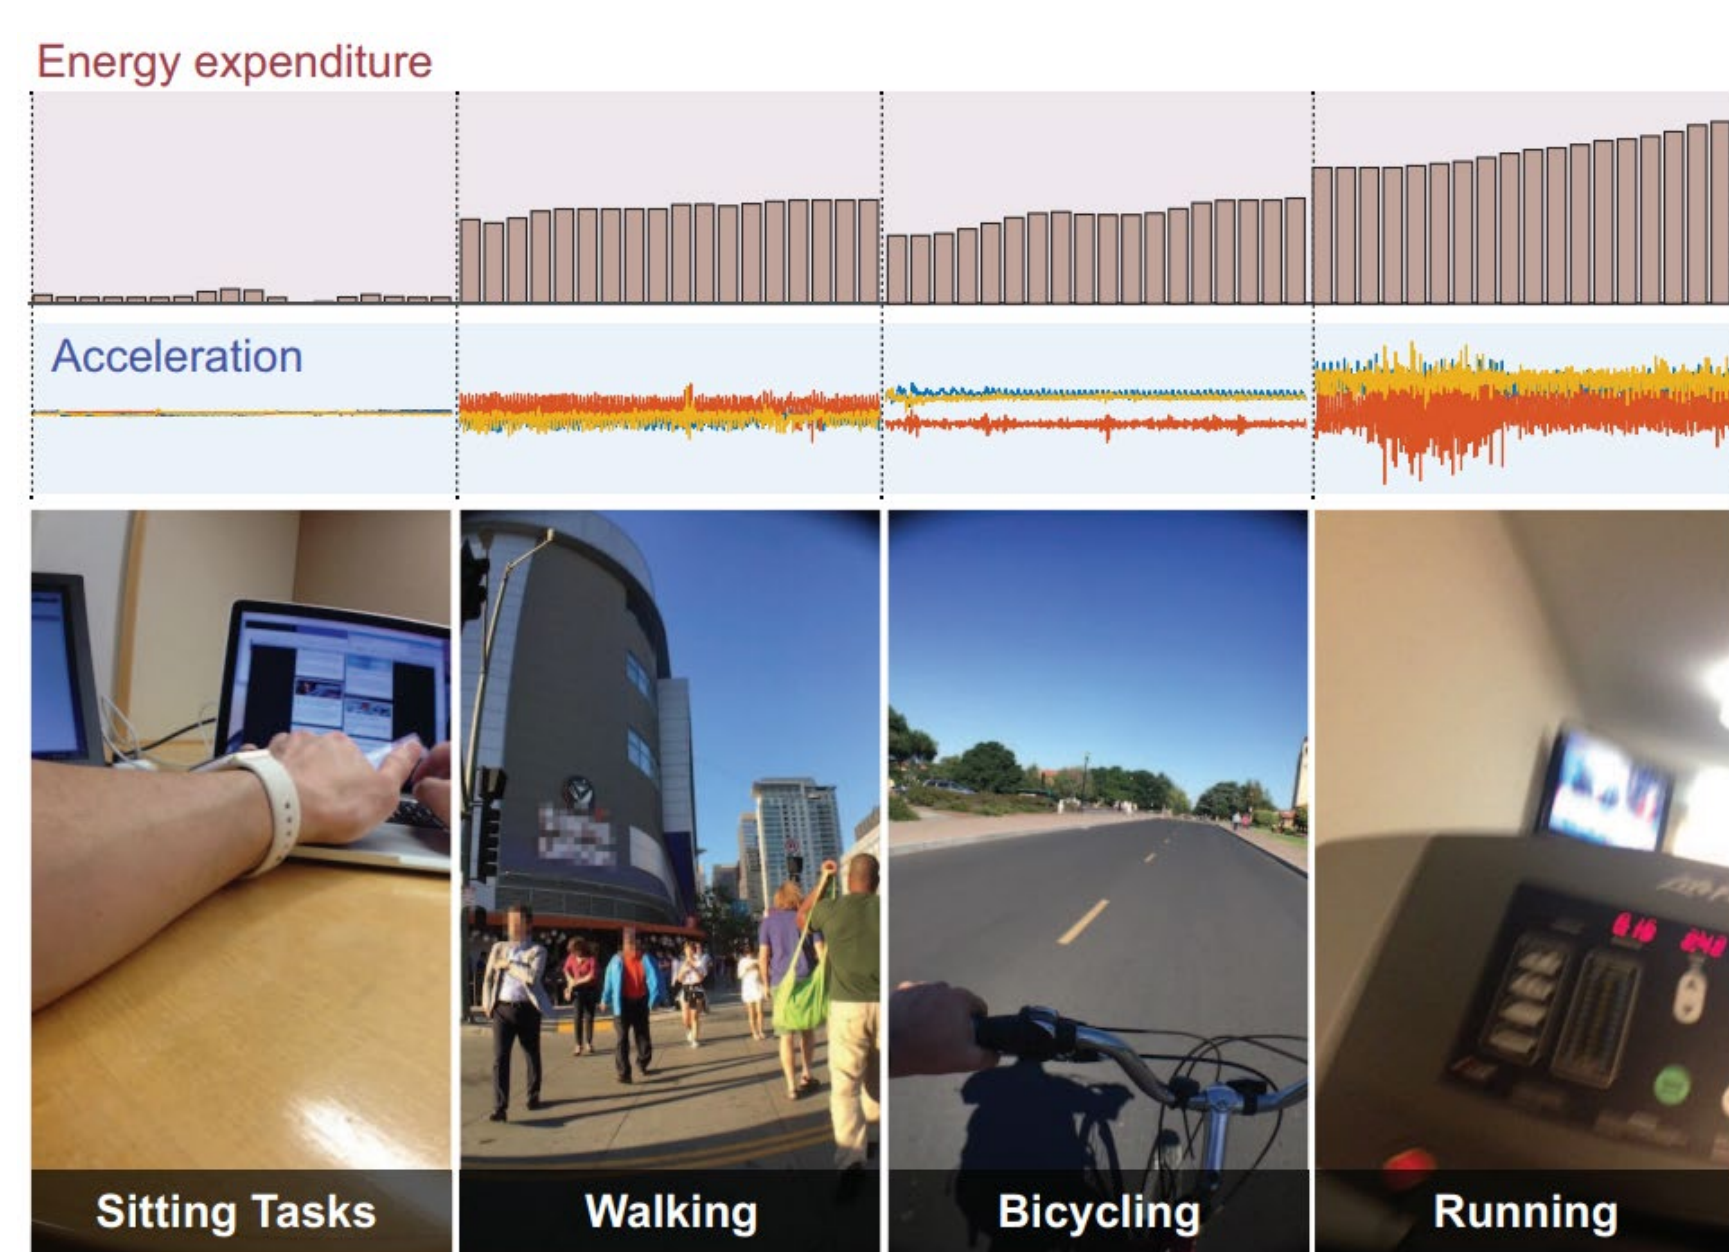 Energy expenditure
Acceleration
Sitting Tasks
Walking
Bicycling
Running